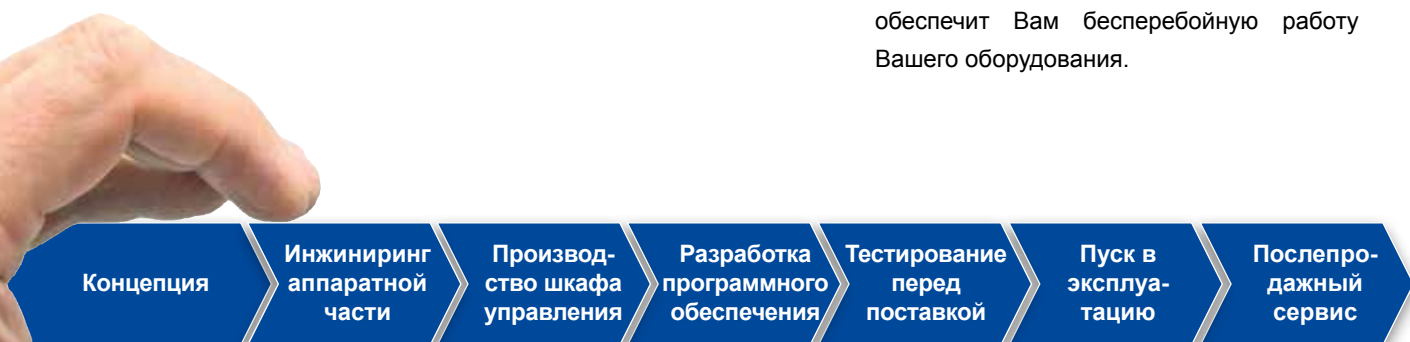 обеспечит Вам бесперебойную работу
Вашего оборудования.
Концепция
Инжиниринг
аппаратной
части
Производ-
ство шкафа
управления
Разработка
программного
обеспечения
Тестирование
перед
поставкой
Пуск в
эксплуа-
тацию
Послепро-
дажный
сервис